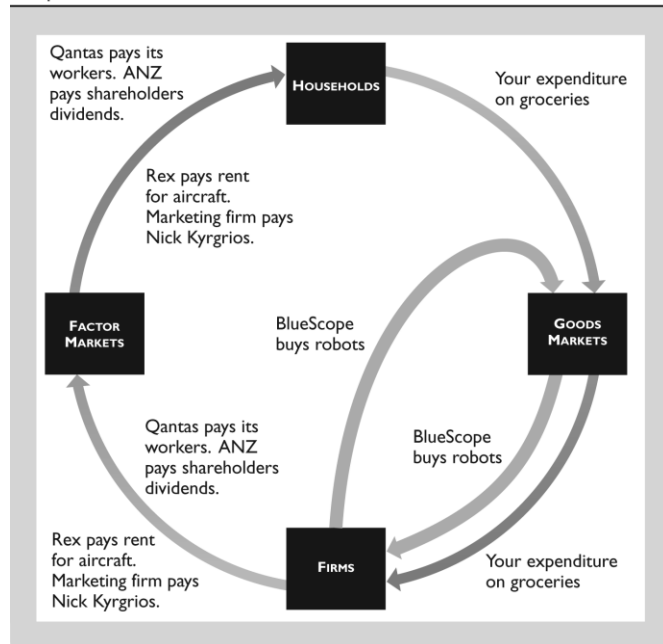 Qantas pays its
workers. ANZ
pays shareholders
dividends.
HOUSEHOLDS
Your expenditure
on groceries
Rex pays rent
for aircraft.
Marketing firm pays
Nick Kyrgrios.
FACTOR
MARKETS
BlueScope
buys robots
GOODS
MARKETS
Qantas pays its
workers. ANZ
pays shareholders
dividends.
BlueScope
buys robots
Rex pays rent
for aircraft.
Marketing firm pays
Nick Kyrgrios.
FIRMS
Your expenditure
on groceries